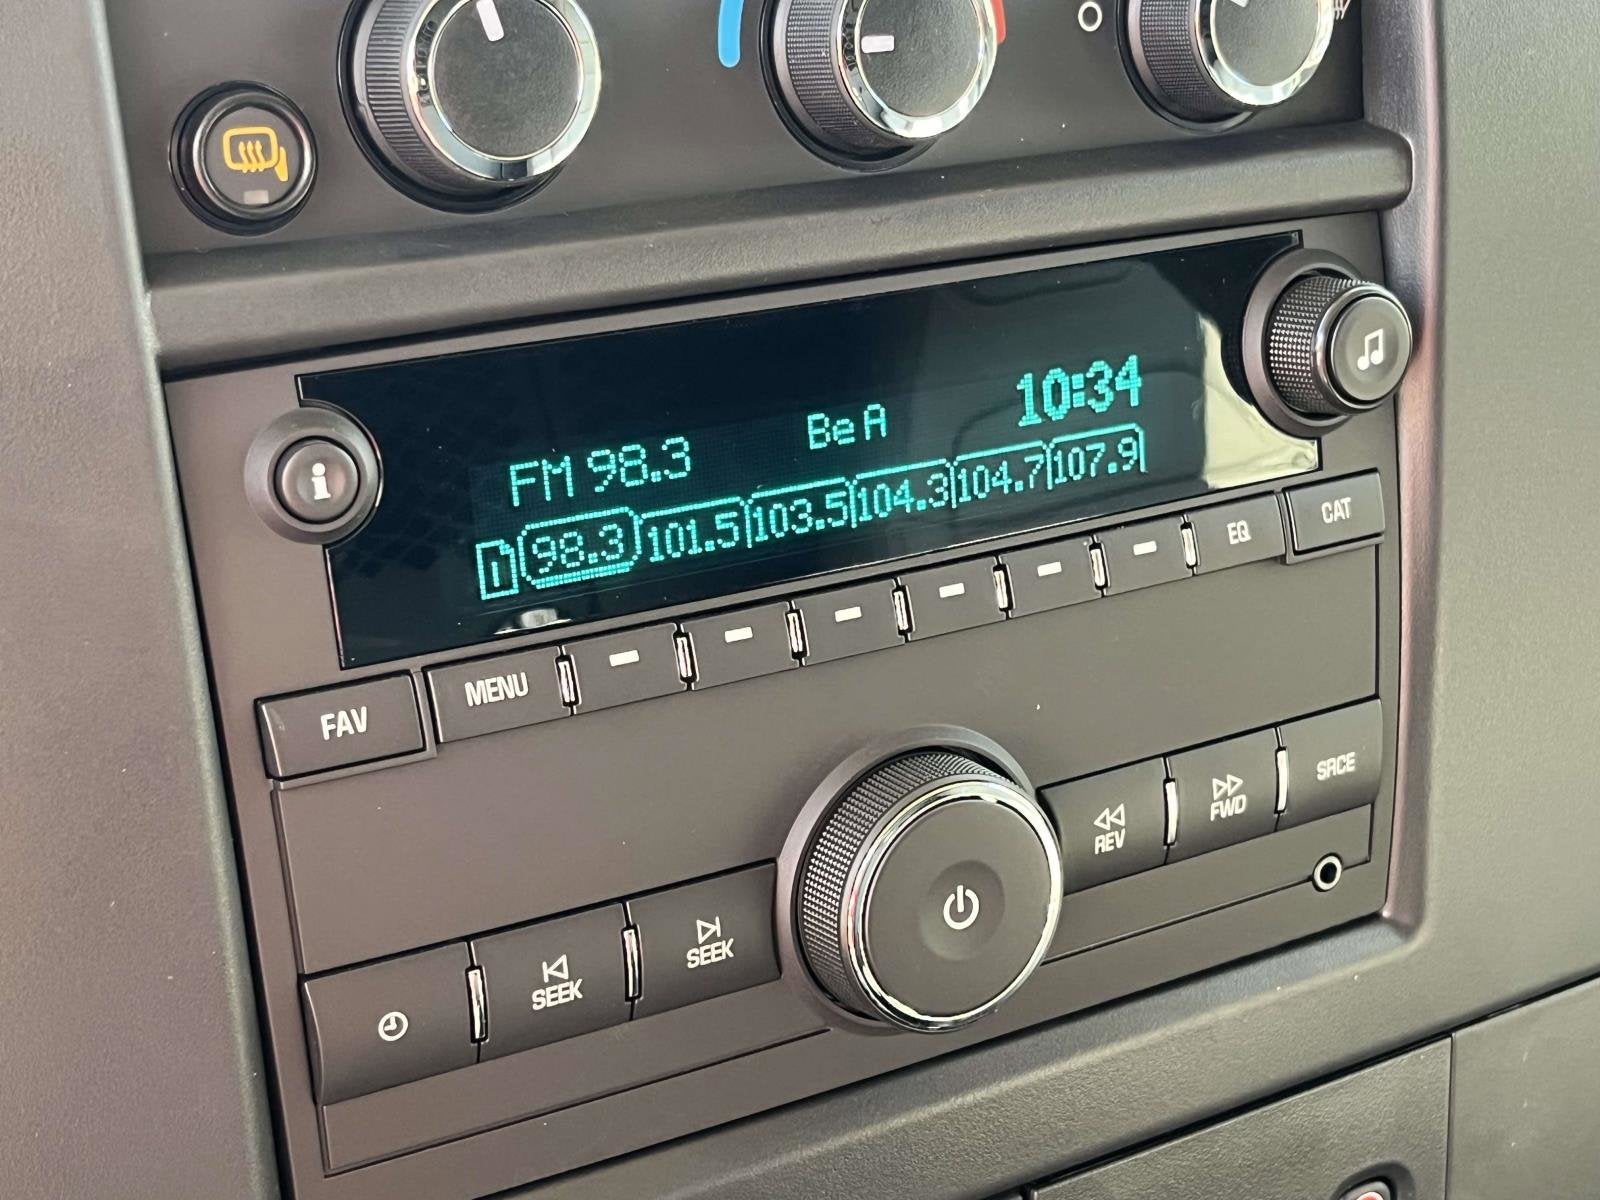 FM 98.3 Be A 10:34
1 98.3 101.5 103.5 104.3 104.7 107.9
i
FAV MENU EQ CAT
REV FWD SRCE
SEEK SEEK